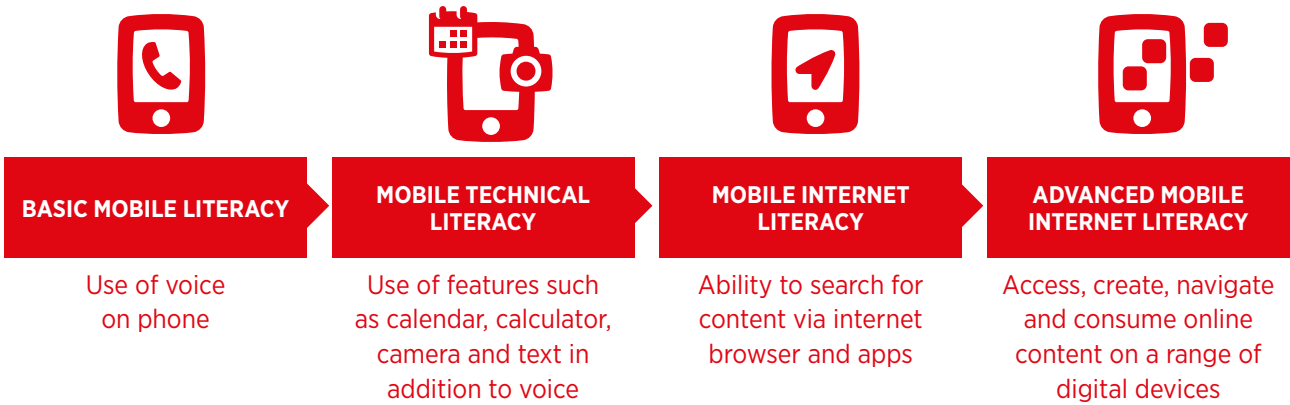 BASIC MOBILE LITERACY
Use of voice
on phone
MOBILE TECHNICAL
LITERACY
Use of features such
as calendar, calculator,
camera and text in
addition to voice
MOBILE INTERNET
LITERACY
Ability to search for
content via internet
browser and apps
ADVANCED MOBILE
INTERNET LITERACY
Access, create, navigate
and consume online
content on a range of
digital devices